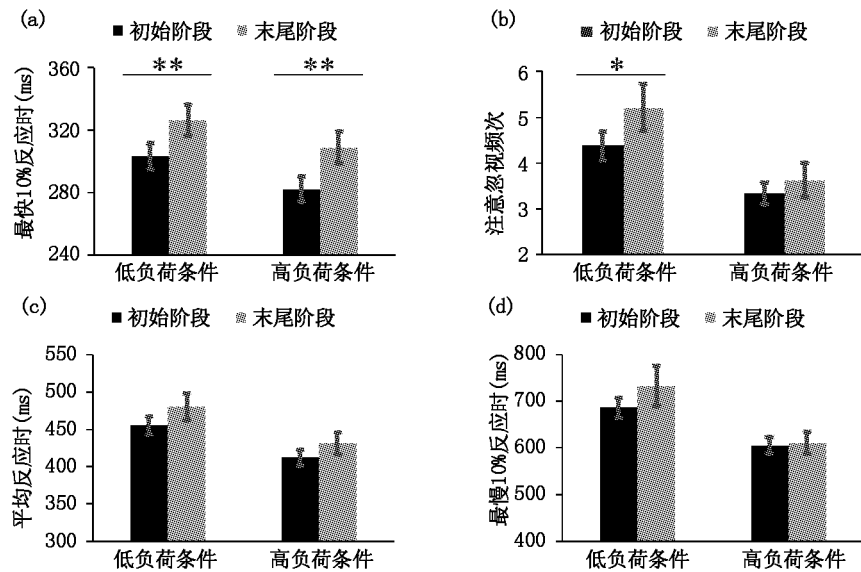 (a)
初始阶段 末尾阶段
最快10%反应时(ms)
360
320
280
240
**
**
低负荷条件 高负荷条件
(b)
初始阶段 末尾阶段
注意忽视频次
6
5
4
3
2
*
低负荷条件 高负荷条件
(c)
初始阶段 末尾阶段
平均反应时(ms)
550
500
450
400
350
300
低负荷条件 高负荷条件
(d)
初始阶段 末尾阶段
最慢10%反应时(ms)
800
700
600
500
400
低负荷条件 高负荷条件